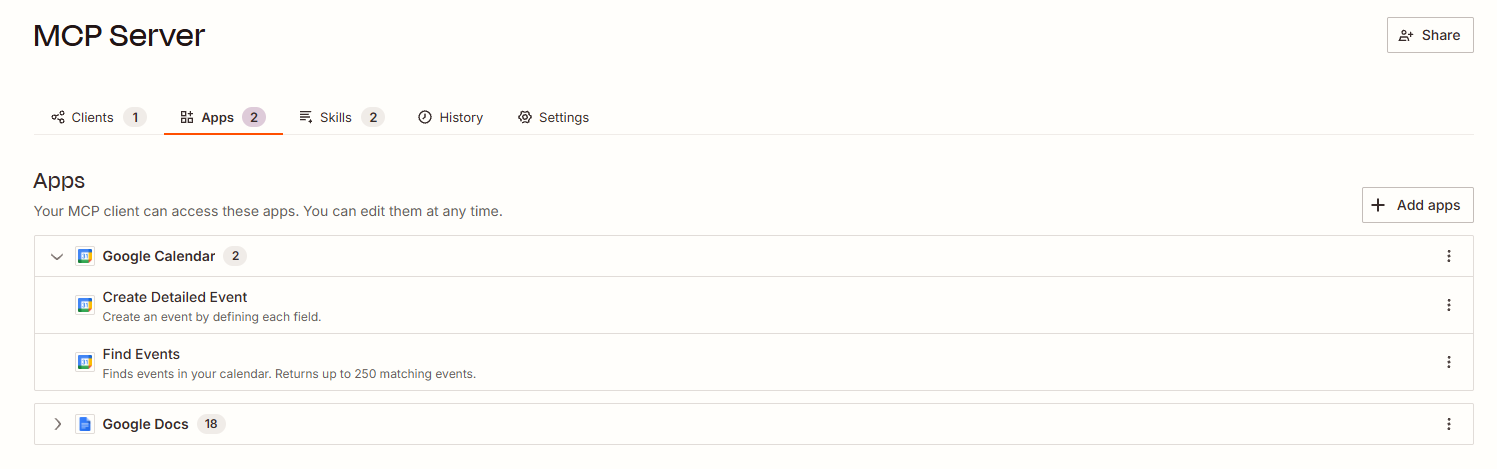 MCP Server
Share
Clients 1 Apps 2 Skills 2 History Settings
Apps
Your MCP client can access these apps. You can edit them at any time.
Add apps
Google Calendar 2
Create Detailed Event
Create an event by defining each field.
Find Events
Finds events in your calendar. Returns up to 250 matching events.
Google Docs 18